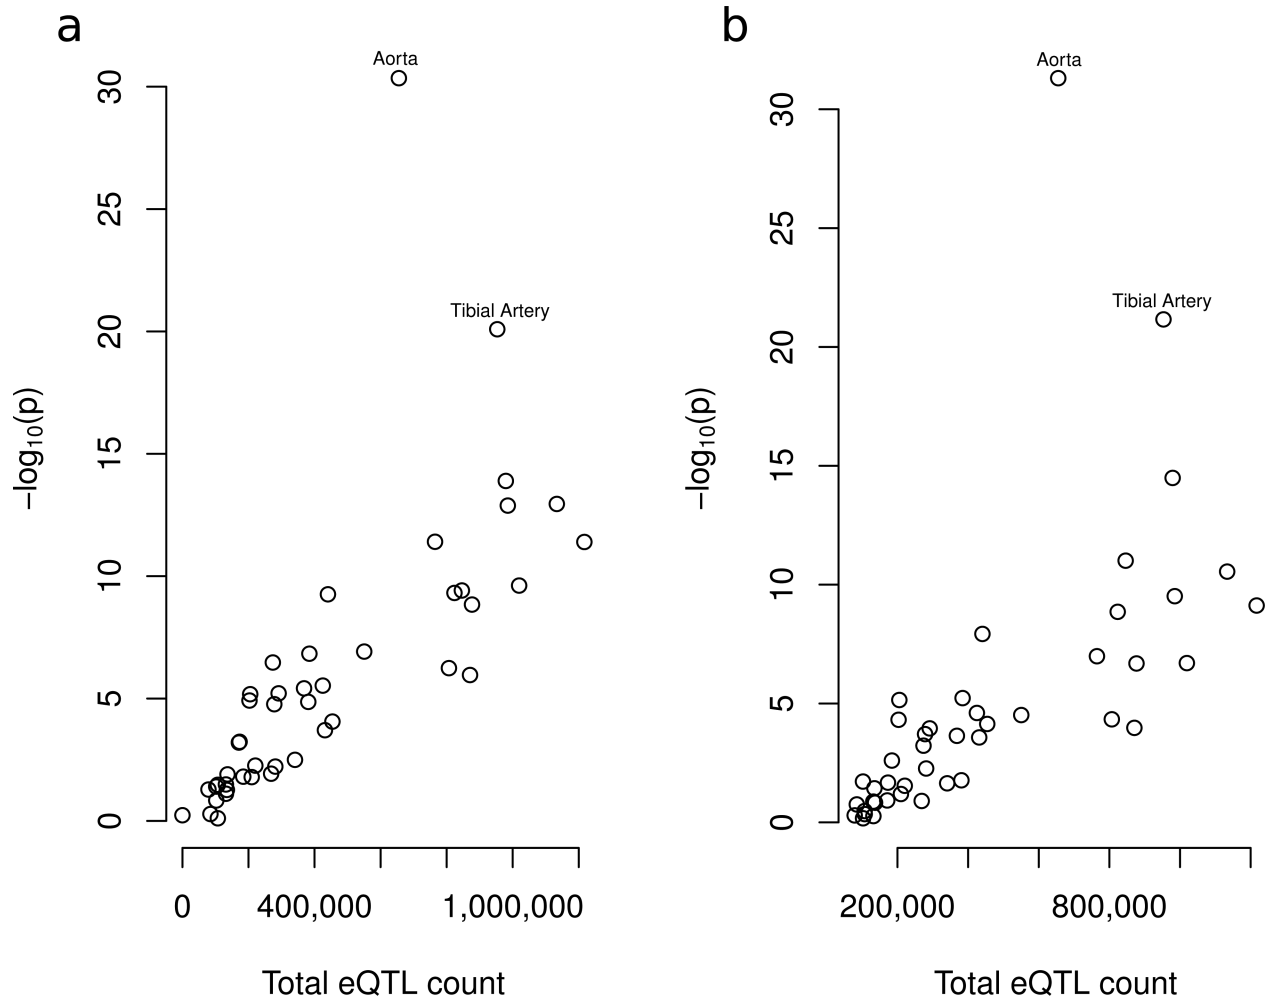 a
Aorta
Tibial Artery
30
25
20
15
10
5
0
−log10(p)
0
400,000
1,000,000
Total eQTL count
b
Aorta
Tibial Artery
30
25
20
15
10
5
0
−log10(p)
200,000
800,000
Total eQTL count